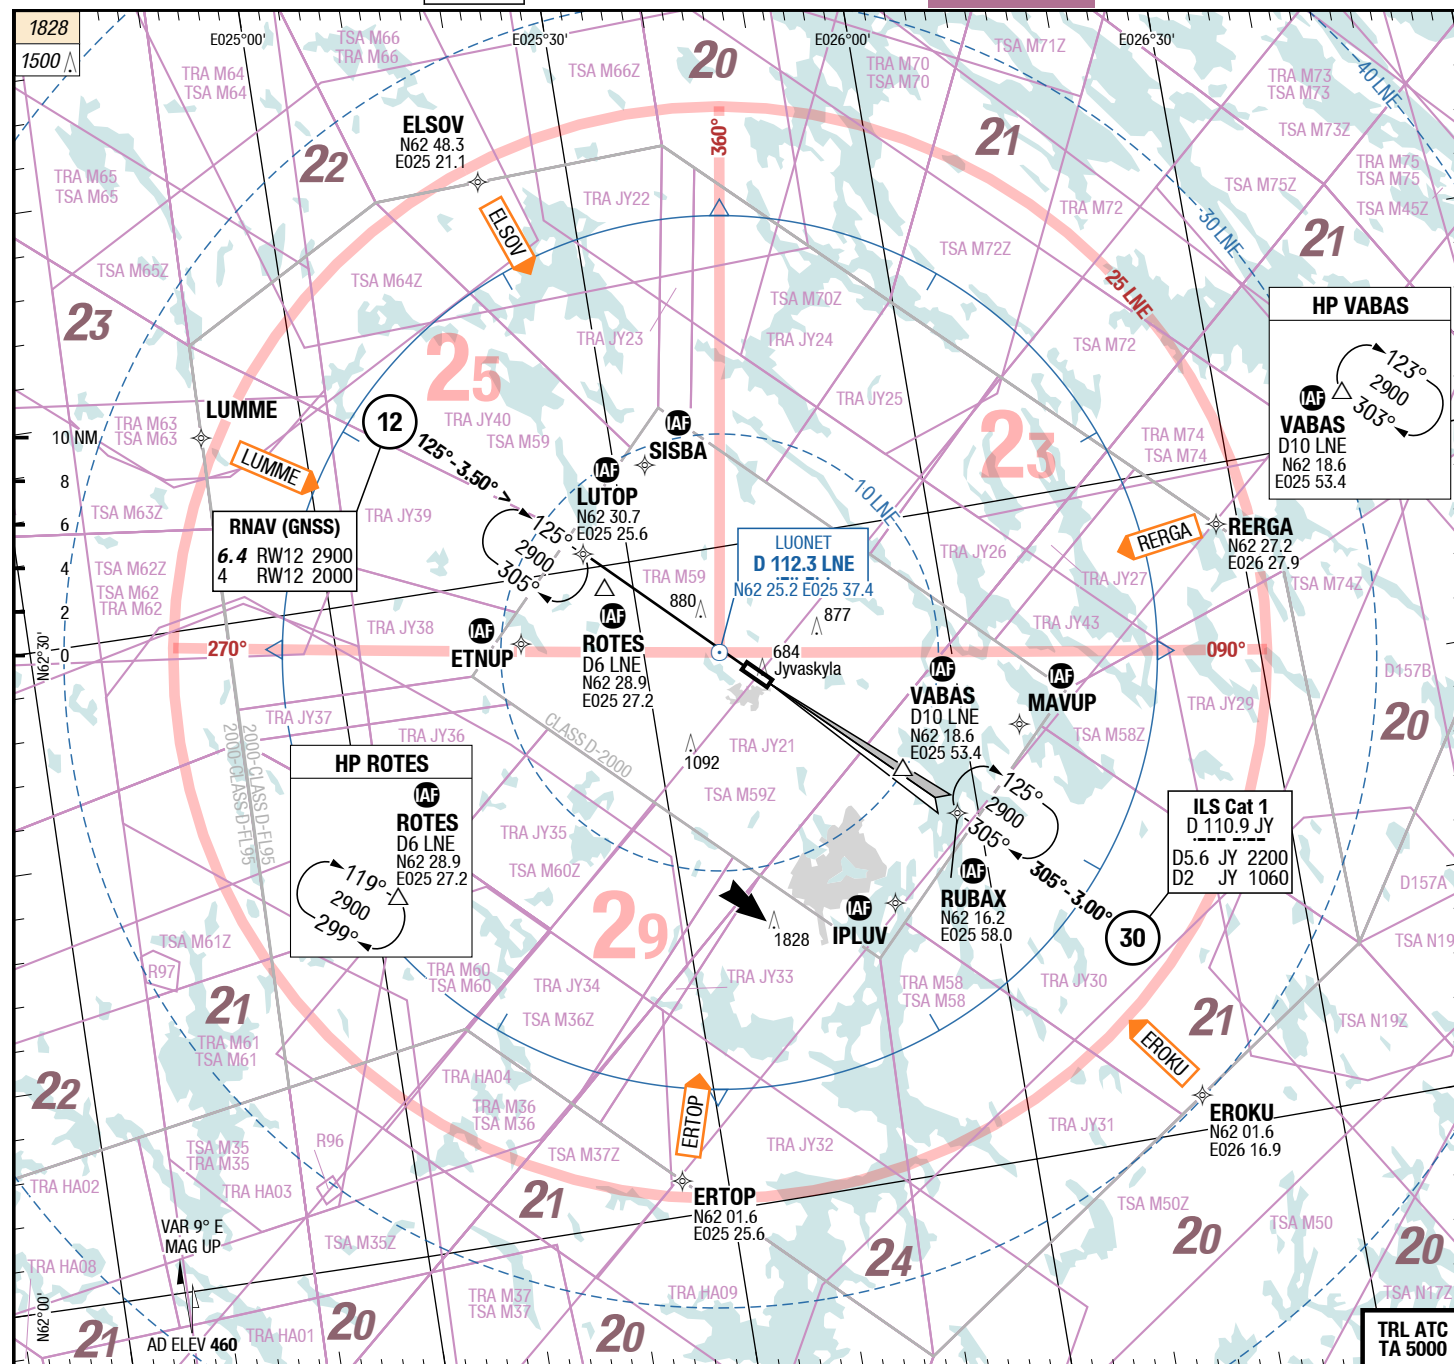 1828
1500
E025°00'
E025°30'
E026°00'
E026°30'
TSA M66
TRA M66
TRA M64
TSA M64
TSA M66Z
20
TRA M70
TSA M70
TSA M71Z
TRA M73
TSA M73
40 LNE
TSA M73Z
ELSOV
N62 48.3
E025 21.1
360°
21
22
TRA M65
TSA M65
TRA M75
TSA M75
TSA M75Z
TSA M45Z
TRA JY22
TRA M72
30 LNE
21
ELSOV
TSA M72Z
TSA M65Z
TSA M64Z
25 LNE
TSA M70Z
23
HP VABAS
123°
2900
303°
IAF
VABAS
D10 LNE
N62 18.6
E025 53.4
TRA JY23
TRA JY24
TSA M72
25
TRA JY25
LUMME
12
TRA M63
TSA M63
TRA JY40
TSA M59
IAF
SISBA
23
TRA M74
TSA M74
10 NM
8
6
4
2
0
LUMME
125° - 3.50° >
IAF
LUTOP
N62 30.7
E025 25.6
10 LNE
TSA M63Z
RNAV (GNSS)
6.4 RW12 2900
4 RW12 2000
TRA JY39
125°
2900
305°
LUONET
D 112.3 LNE
N62 25.2 E025 37.4
RERGA
RERGA
N62 27.2
E026 27.9
TRA JY26
TRA JY27
TSA M74Z
TSA M62Z
TSA M62
TRA M62
TRA M59
880
877
IAF
ROTES
D6 LNE
N62 28.9
E025 27.2
TRA JY38
TRA JY43
N62°30'
IAF
ETNUP
270°
684
Jyvaskyla
090°
D157B
IAF
VABAS
D10 LNE
N62 18.6
E025 53.4
IAF
MAVUP
TRA JY29
TRA JY37
TRA JY36
2000-CLASS D-FL95
2000-CLASS D-FL95
CLASS D-2000
TRA JY21
1092
TSA M58Z
20
HP ROTES
IAF
ROTES
D6 LNE
N62 28.9
E025 27.2
119°
2900
299°
TSA M59Z
125°
2900
305°
ILS Cat 1
D 110.9 JY
D5.6 JY 2200
D2 JY 1060
TRA JY35
TSA M60Z
305° - 3.00°
D157A
IAF
RUBAX
N62 16.2
E025 58.0
IAF
IPLUV
30
29
1828
TSA M61Z
R97
TSA N19
TRA M60
TSA M60
TRA JY34
TRA JY33
TRA M58
TSA M58
TRA JY30
21
TSA M36Z
21
TSA N19Z
TRA M61
TSA M61
EROKU
22
TRA HA04
TRA M36
TSA M36
ERTOP
EROKU
N62 01.6
E026 16.9
TRA JY31
TRA JY32
R96
TSA M35
TRA M35
TSA M37Z
TRA HA02
TRA HA03
21
ERTOP
N62 01.6
E025 25.6
TSA M50Z
TSA M50
VAR 9° E
MAG UP
TSA M35Z
24
20
20
TRA HA08
TRA M37
TSA M37
TRA HA09
TSA N17Z
N62°00'
21
20
20
TRA HA01
AD ELEV 460
TRL ATC
TA 5000